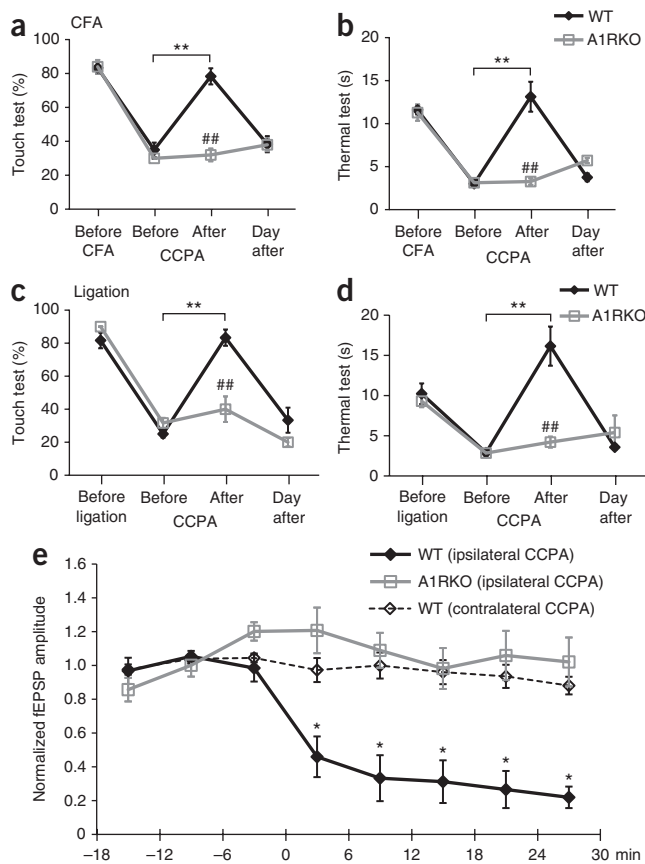 a
CFA
Touch test (%)
100
80
60
40
20
0
**
##
Before CFA
Before
After
Day after
CCPA
b
WT
A1RKO
Thermal test (s)
20
15
10
5
0
**
##
Before CFA
Before
After
Day after
CCPA
c
Ligation
Touch test (%)
100
80
60
40
20
0
**
##
Before ligation
Before
After
Day after
CCPA
d
WT
A1RKO
Thermal test (s)
20
15
10
5
0
**
##
Before ligation
Before
After
Day after
CCPA
e
WT (ipsilateral CCPA)
A1RKO (ipsilateral CCPA)
WT (contralateral CCPA)
Normalized fEPSP amplitude
1.6
1.4
1.2
1.0
0.8
0.6
0.4
0.2
0
*
*
*
*
*
–18
–12
–6
0
6
12
18
24
30
min